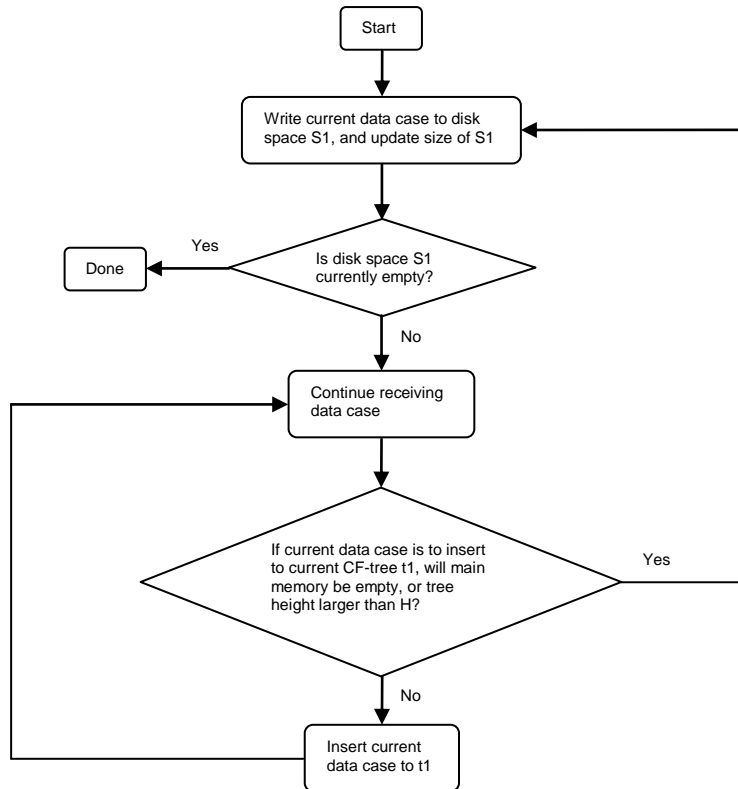 Start
Write current data case to disk
space S1, and update size of S1
Is disk space S1
currently empty?
Yes
Done
No
Continue receiving
data case
If current data case is to insert
to current CF-tree t1, will main
memory be empty, or tree
height larger than H?
Yes
No
Insert current
data case to t1